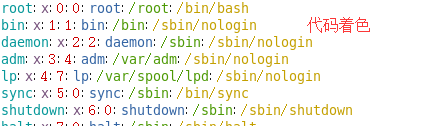 root:x:0:0:root:/root:/bin/bash
bin:x:1:1:bin:/bin:/sbin/nologin
代码着色
daemon:x:2:2:daemon:/sbin:/sbin/nologin
adm:x:3:4:adm:/var/adm:/sbin/nologin
lp:x:4:7:lp:/var/spool/lpd:/sbin/nologin
sync:x:5:0:sync:/sbin:/bin/sync
shutdown:x:6:0:shutdown:/sbin:/sbin/shutdown
halt:x:7:0:halt:/sbin:/sbin/halt